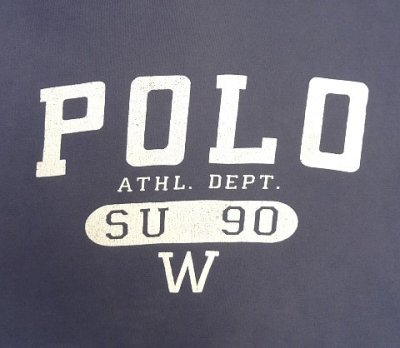 POLO
ATHL. DEPT.
SU 90
W